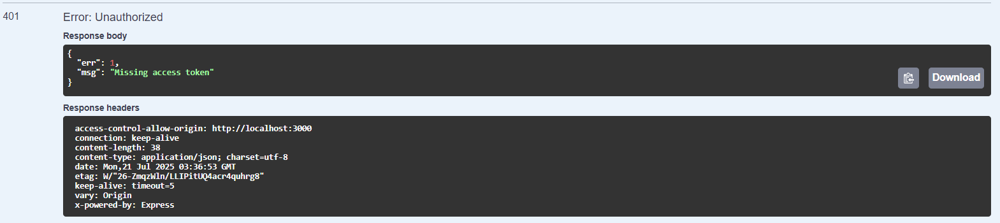 401
Error: Unauthorized
Response body
{
"err": 1,
"msg": "Missing access token"
}
Download
Response headers
access-control-allow-origin: http://localhost:3000
connection: keep-alive
content-length: 38
content-type: application/json; charset=utf-8
date: Mon,21 Jul 2025 03:36:53 GMT
etag: W/"26-ZmqzWln/LLIPitUQ4acr4quhrg8"
keep-alive: timeout=5
vary: Origin
x-powered-by: Express